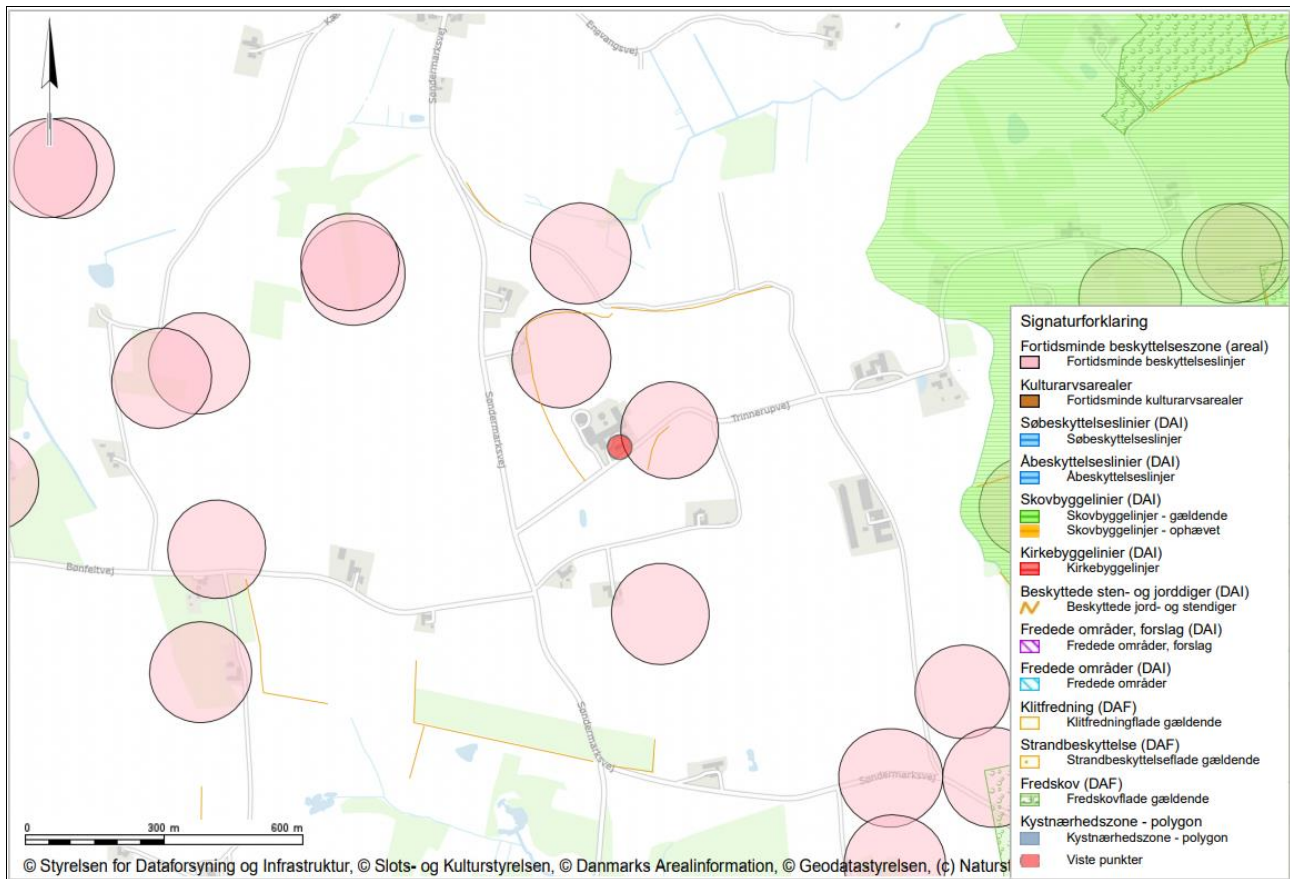 Kæ
Søndermarksvej
Engvangsvej
Søndermarksvej
Trinnerupvej
Bønfeltvej
Søndermarksvej
Søndermarksvej
0 300 m 600 m
Signaturforklaring
Fortidsminde beskyttelseszone (areal)
Fortidsminde beskyttelseslinjer
Kulturarvsarealer
Fortidsminde kulturarvsarealer
Søbeskyttelseslinier (DAI)
Søbeskyttelseslinjer
Åbeskyttelseslinier (DAI)
Åbeskyttelseslinjer
Skovbyggelinier (DAI)
Skovbyggelinjer - gældende
Skovbyggelinjer - ophævet
Kirkebyggelinier (DAI)
Kirkebyggelinjer
Beskyttede sten- og jorddiger (DAI)
Beskyttede jord- og stendiger
Fredede områder, forslag (DAI)
Fredede områder, forslag
Fredede områder (DAI)
Fredede områder
Klitfredning (DAF)
Klitfredningflade gældende
Strandbeskyttelse (DAF)
Strandbeskyttelseflade gældende
Fredskov (DAF)
Fredskovflade gældende
Kystnærhedszone - polygon
Kystnærhedszone - polygon
Viste punkter
© Styrelsen for Dataforsyning og Infrastruktur, © Slots- og Kulturstyrelsen, © Danmarks Arealinformation, © Geodatastyrelsen, (c) Naturst